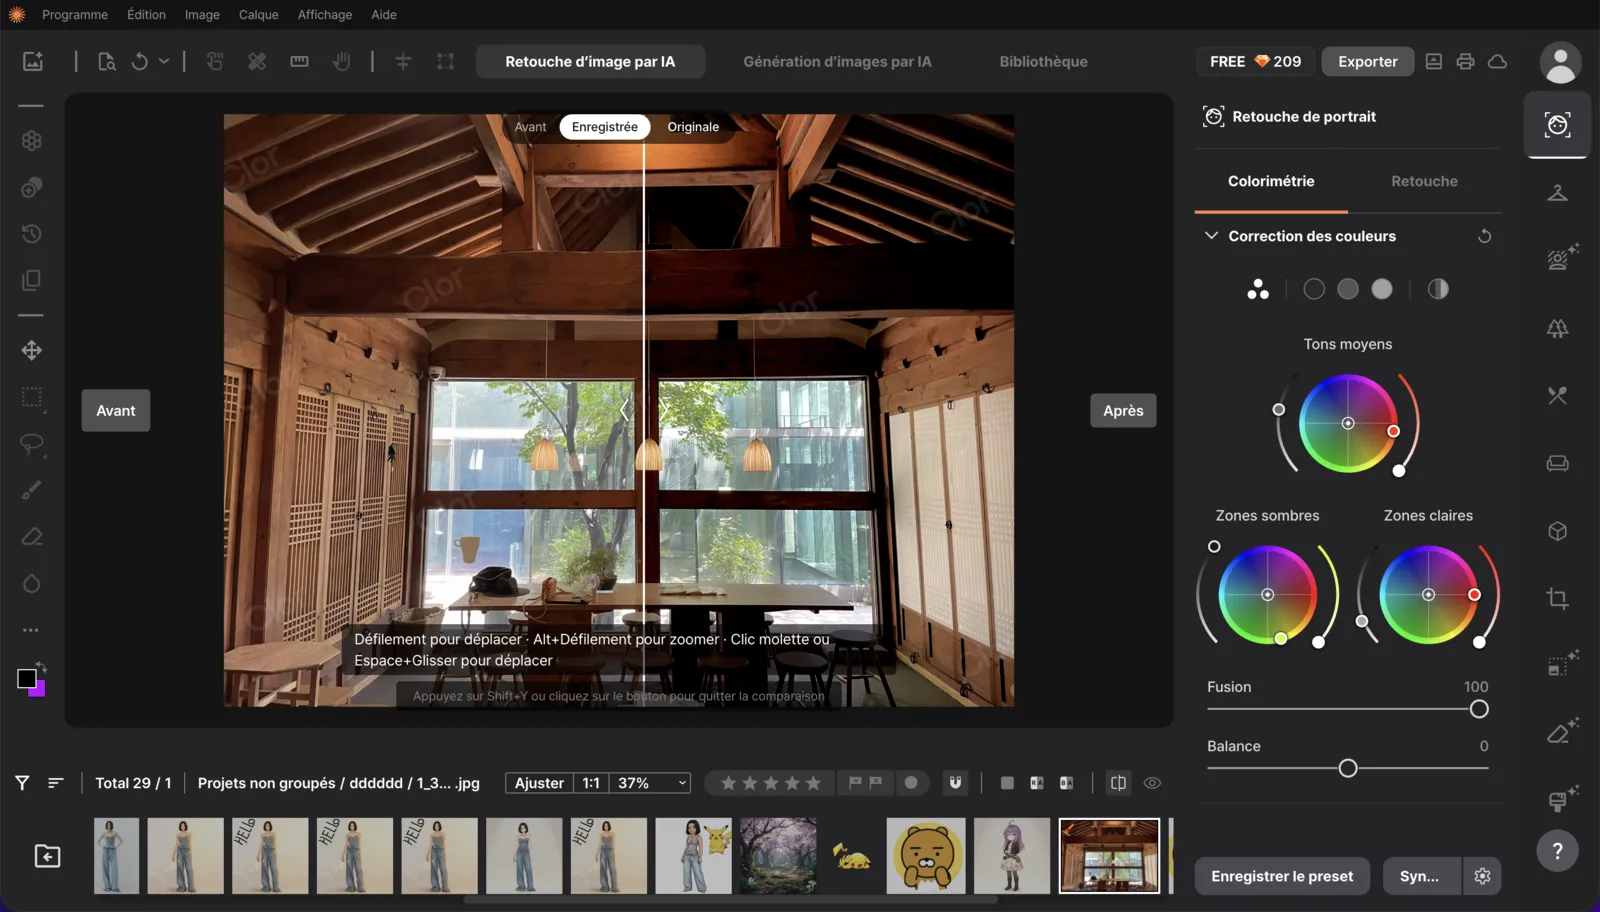 Programme Édition Image Calque Affichage Aide
Retouche d'image par IA Génération d'images par IA Bibliothèque FREE 209 Exporter
Avant Enregistrée Originale
Retouche de portrait
Colorimétrie Retouche
Correction des couleurs
Tons moyens
Avant
Après
Zones sombres Zones claires
Défilement pour déplacer · Alt+Défilement pour zoomer · Clic molette ou
Espace+Glisser pour déplacer
Appuyez sur Shift+Y ou cliquez sur le bouton pour quitter la comparaison
Fusion 100
Balance 0
Total 29 / 1 Projets non groupés / dddddd / 1_3... .jpg Ajuster 1:1 37%
HELLO HELLO HELLO HELLO
?
Enregistrer le preset Syn...